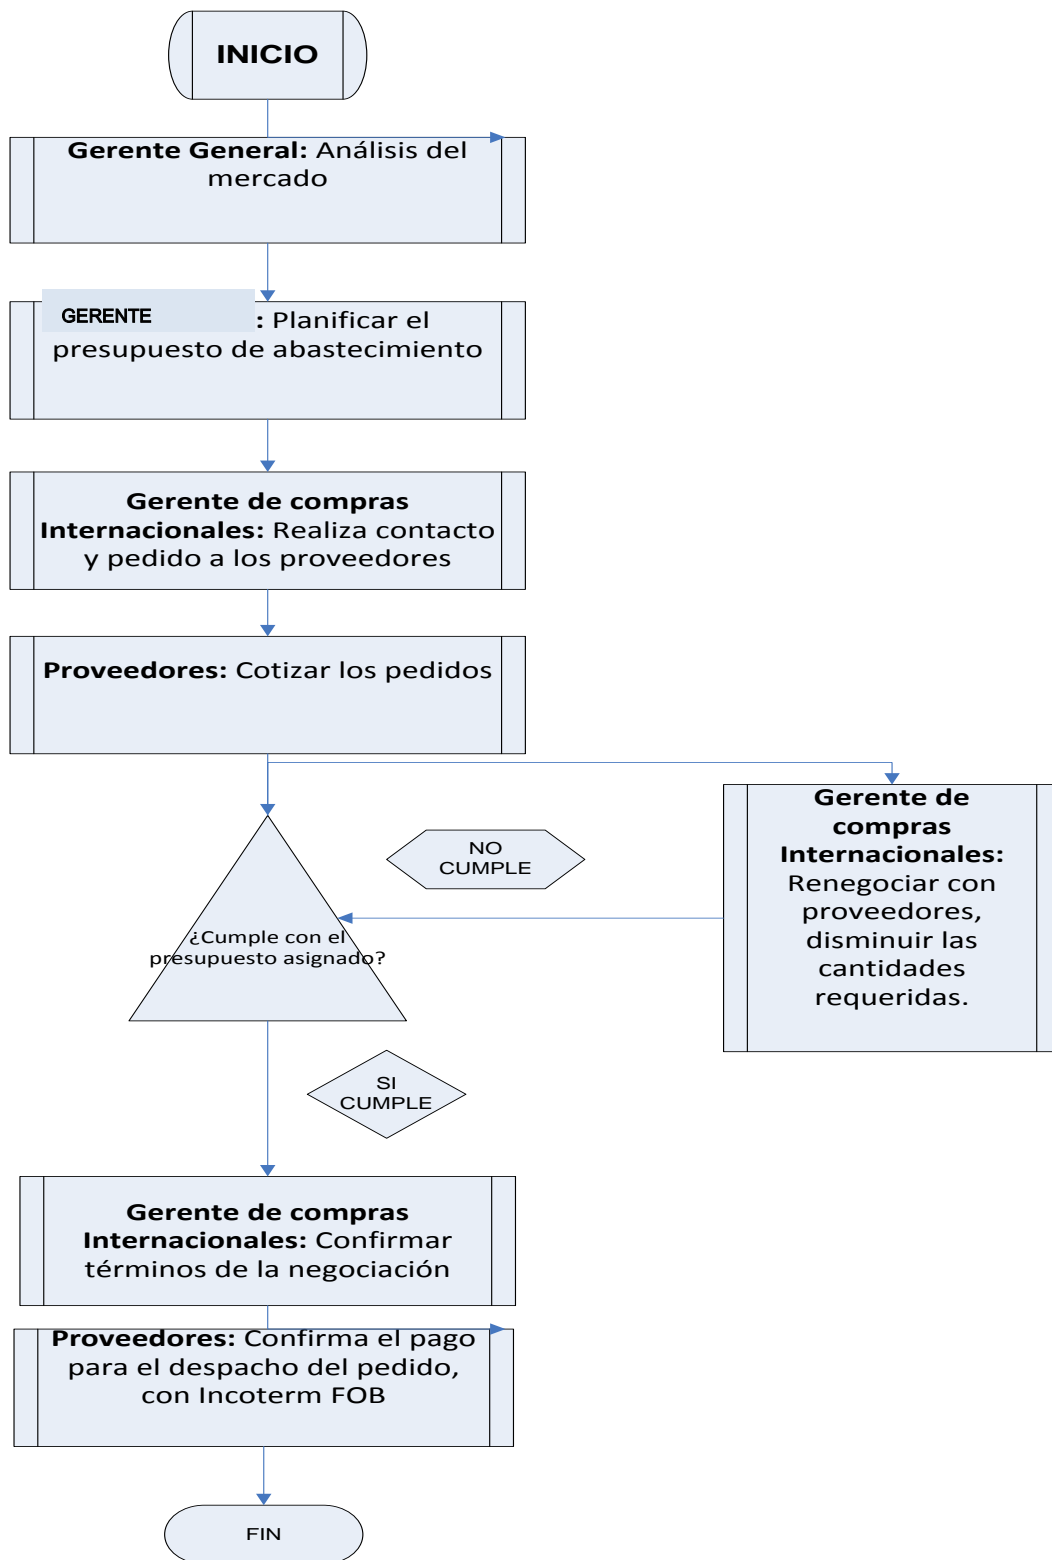 INICIO
Gerente General: Análisis del
mercado
GERENTE : Planificar el
presupuesto de abastecimiento
Gerente de compras
Internacionales: Realiza contacto
y pedido a los proveedores
Proveedores: Cotizar los pedidos
Gerente de
compras
Internacionales:
Renegociar con
proveedores,
disminuir las
cantidades
requeridas.
NO
CUMPLE
¿Cumple con el
presupuesto asignado?
SI
CUMPLE
Gerente de compras
Internacionales: Confirmar
términos de la negociación
Proveedores: Confirma el pago
para el despacho del pedido,
con Incoterm FOB
FIN